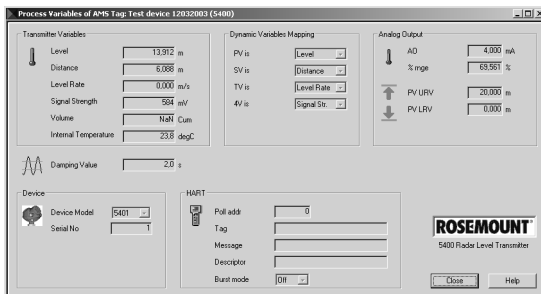 Process Variables of AMS Tag: Test device 12032003 (5400)
Transmitter Variables
Level 13,912 m
Distance 6,088 m
Level Rate 0,000 m/s
Signal Strength 584 mV
Volume NaN Cum
Internal Temperature 23,8 degC
Damping Value 2,0 s
Dynamic Variables Mapping
PV is Level
SV is Distance
TV is Level Rate
4V is Signal Str.
Analog Output
AO 4,000 mA
% rnge 69,561 %
PV URV 20,000 m
PV LRV 0,000 m
Device
Device Model 5401
Serial No 1
HART
Poll addr 0
Tag
Message
Descriptor
Burst mode Off
ROSEMOUNT
5400 Radar Level Transmitter
Close Help